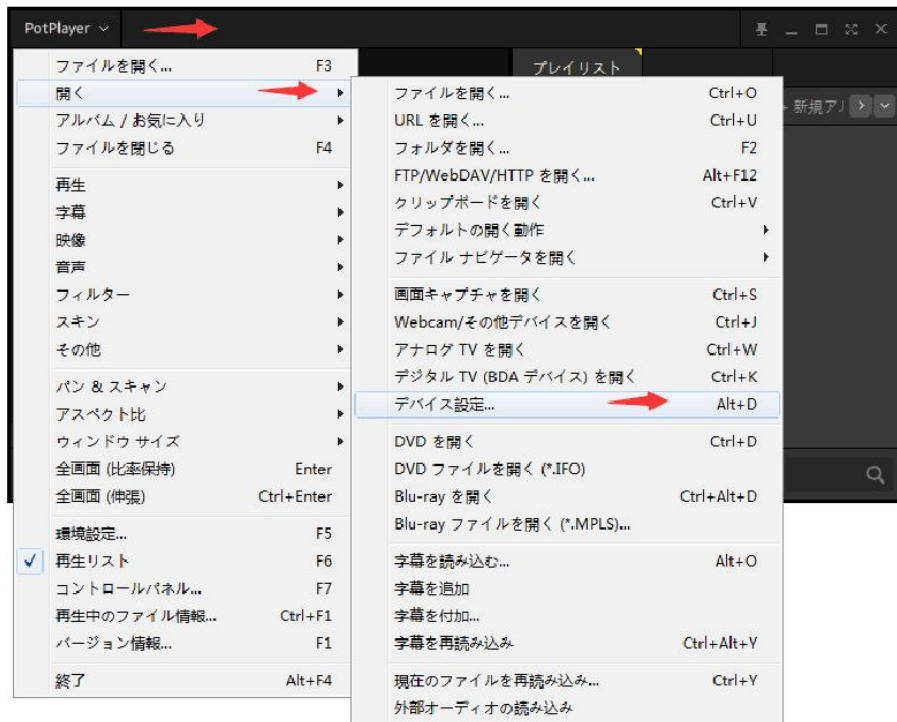 PotPlayer
プレイリスト
+ 新規ア
ファイルを開く... F3
開く
アルバム / お気に入り
ファイルを閉じる F4
再生
字幕
映像
音声
フィルター
スキン
その他
パン & スキャン
アスペクト比
ウィンドウ サイズ
全画面 (比率保持) Enter
全画面 (伸張) Ctrl+Enter
環境設定... F5
再生リスト F6
コントロールパネル... F7
再生中のファイル情報... Ctrl+F1
バージョン情報... F1
終了 Alt+F4
ファイルを開く... Ctrl+O
URL を開く... Ctrl+U
フォルダを開く... F2
FTP/WebDAV/HTTP を開く... Alt+F12
クリップボードを開く Ctrl+V
デフォルトの開く動作
ファイル ナビゲータを開く
画面キャプチャを開く Ctrl+S
Webcam/その他デバイスを開く Ctrl+J
アナログ TV を開く Ctrl+W
デジタル TV (BDA デバイス) を開く Ctrl+K
デバイス設定... Alt+D
DVD を開く Ctrl+D
DVD ファイルを開く (*.IFO)
Blu-ray を開く Ctrl+Alt+D
Blu-ray ファイルを開く (*.MPLS)...
字幕を読み込む... Alt+O
字幕を追加
字幕を付加...
字幕を再読み込み Ctrl+Alt+Y
現在のファイルを再読み込み... Ctrl+Y
外部オーディオの読み込み